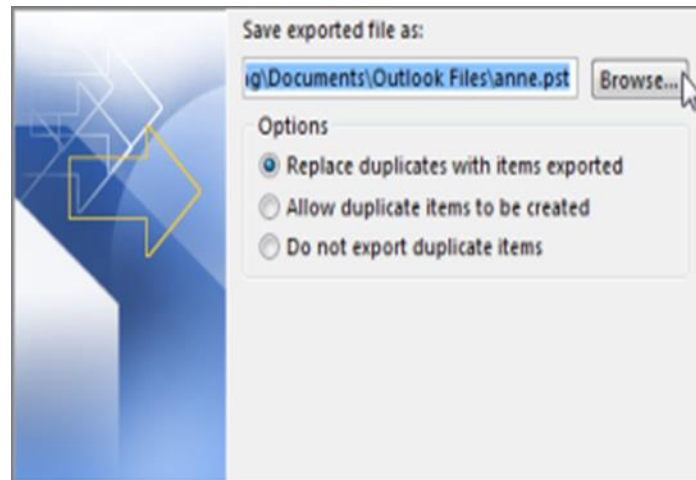 Save exported file as:
ng\Documents\Outlook Files\anne.pst
Browse...
Options
Replace duplicates with items exported
Allow duplicate items to be created
Do not export duplicate items